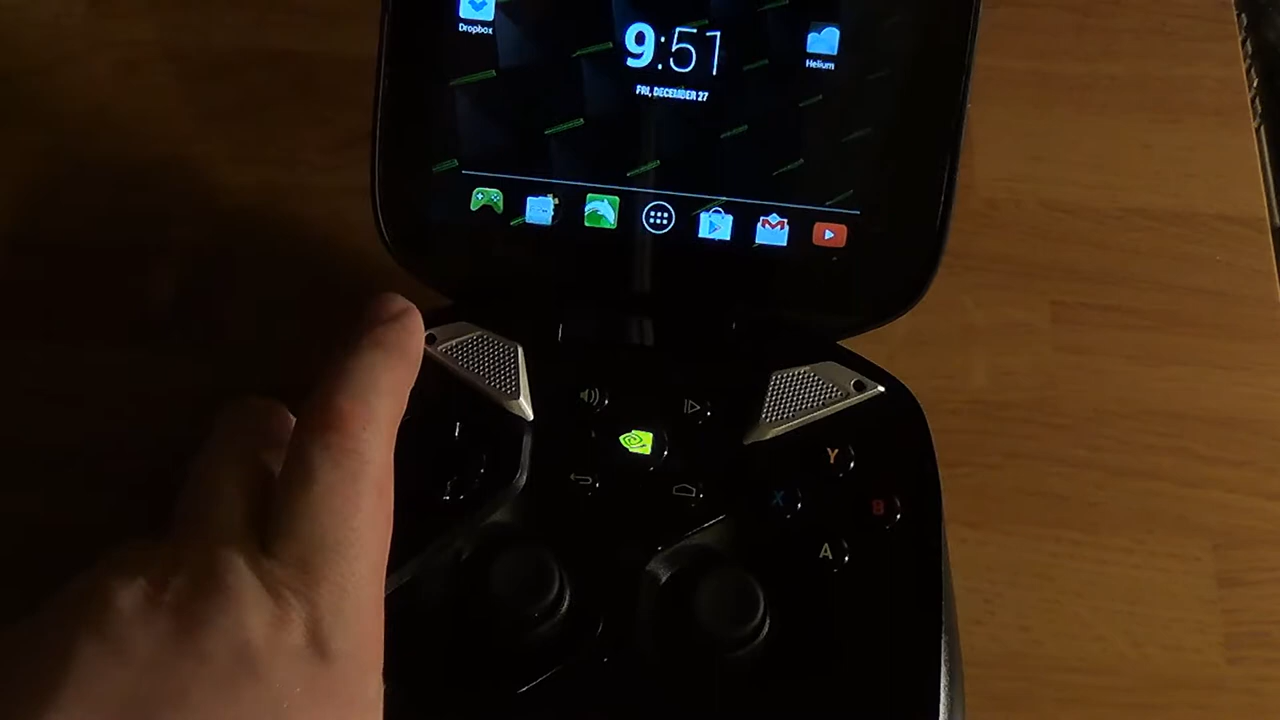 Dropbox
9:51
Helium
FRI, DECEMBER 27
Y
X
B
A